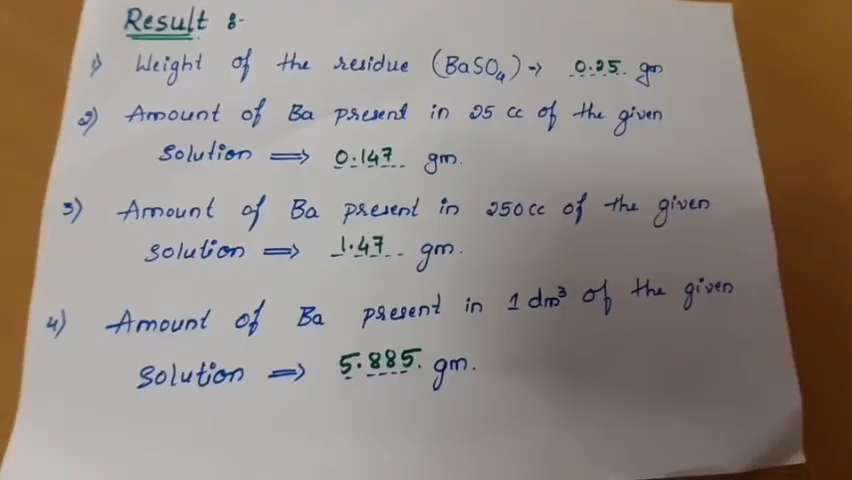 Result :-
1) Weight of the residue (BaSO₄) → 0.25 gm
2) Amount of Ba present in 25 cc of the given
solution ⟹ 0.147 gm.
3) Amount of Ba present in 250cc of the given
solution ⟹ 1.47 gm.
4) Amount of Ba present in 1 dm³ of the given
solution ⟹ 5.885 gm.